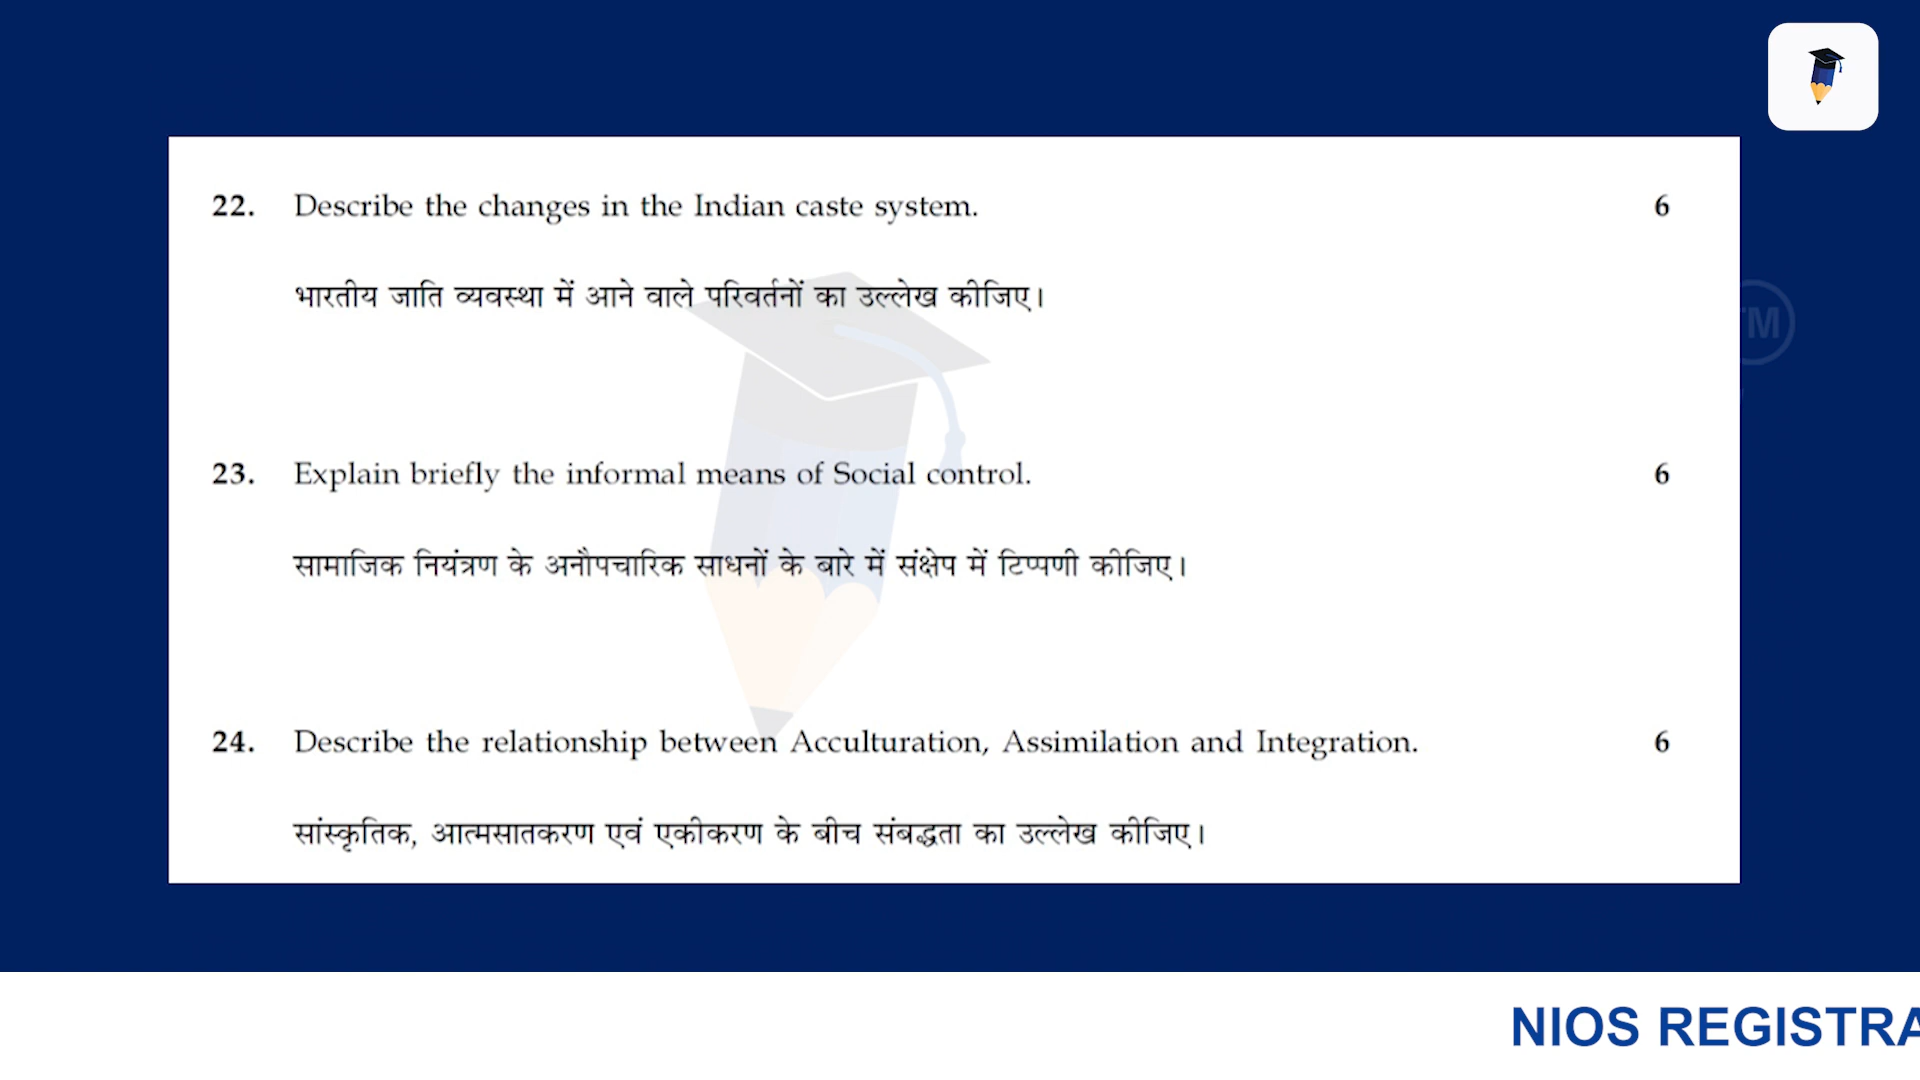 22. Describe the changes in the Indian caste system. 6
भारतीय जाति व्यवस्था में आने वाले परिवर्तनों का उल्लेख कीजिए।
TM
23. Explain briefly the informal means of Social control. 6
सामाजिक नियंत्रण के अनौपचारिक साधनों के बारे में संक्षेप में टिप्पणी कीजिए।
24. Describe the relationship between Acculturation, Assimilation and Integration. 6
सांस्कृतिक, आत्मसातकरण एवं एकीकरण के बीच संबद्धता का उल्लेख कीजिए।
NIOS REGISTRA